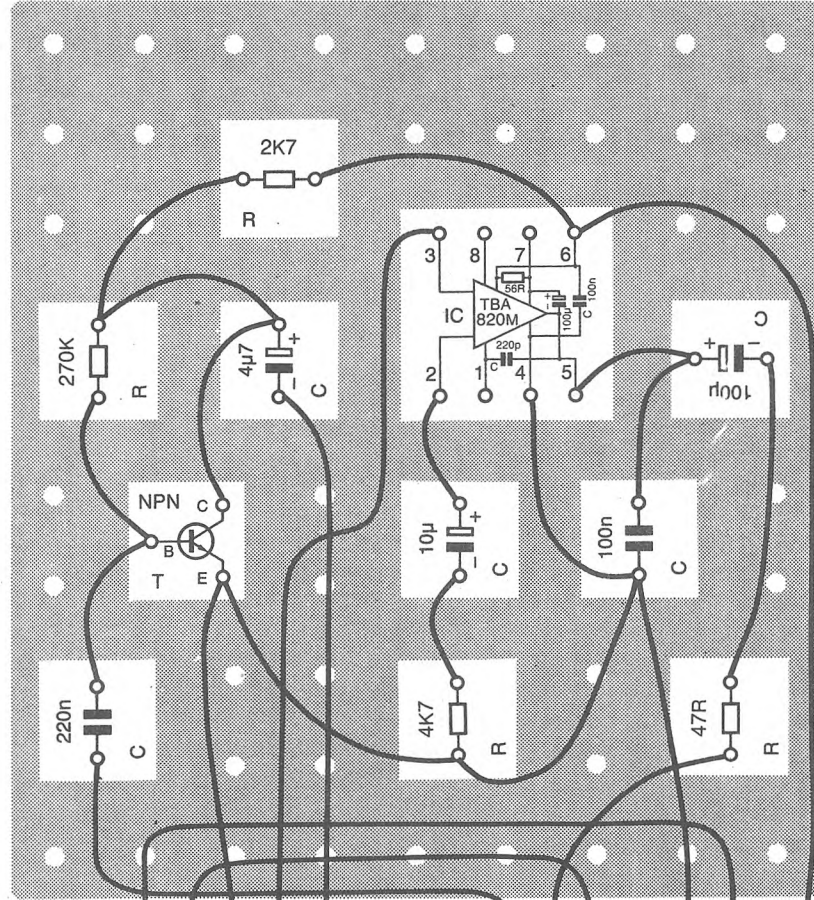 2K7
R
3 8 7 6
56R
IC
TBA
820M
100µ
C
100n
220p
C
2 1 4 5
270K
R
4µ7
+
−
C
+
−
C
100µ
NPN
C
B
E
T
10µ
+
−
C
100n
C
220n
C
4K7
R
47R
R